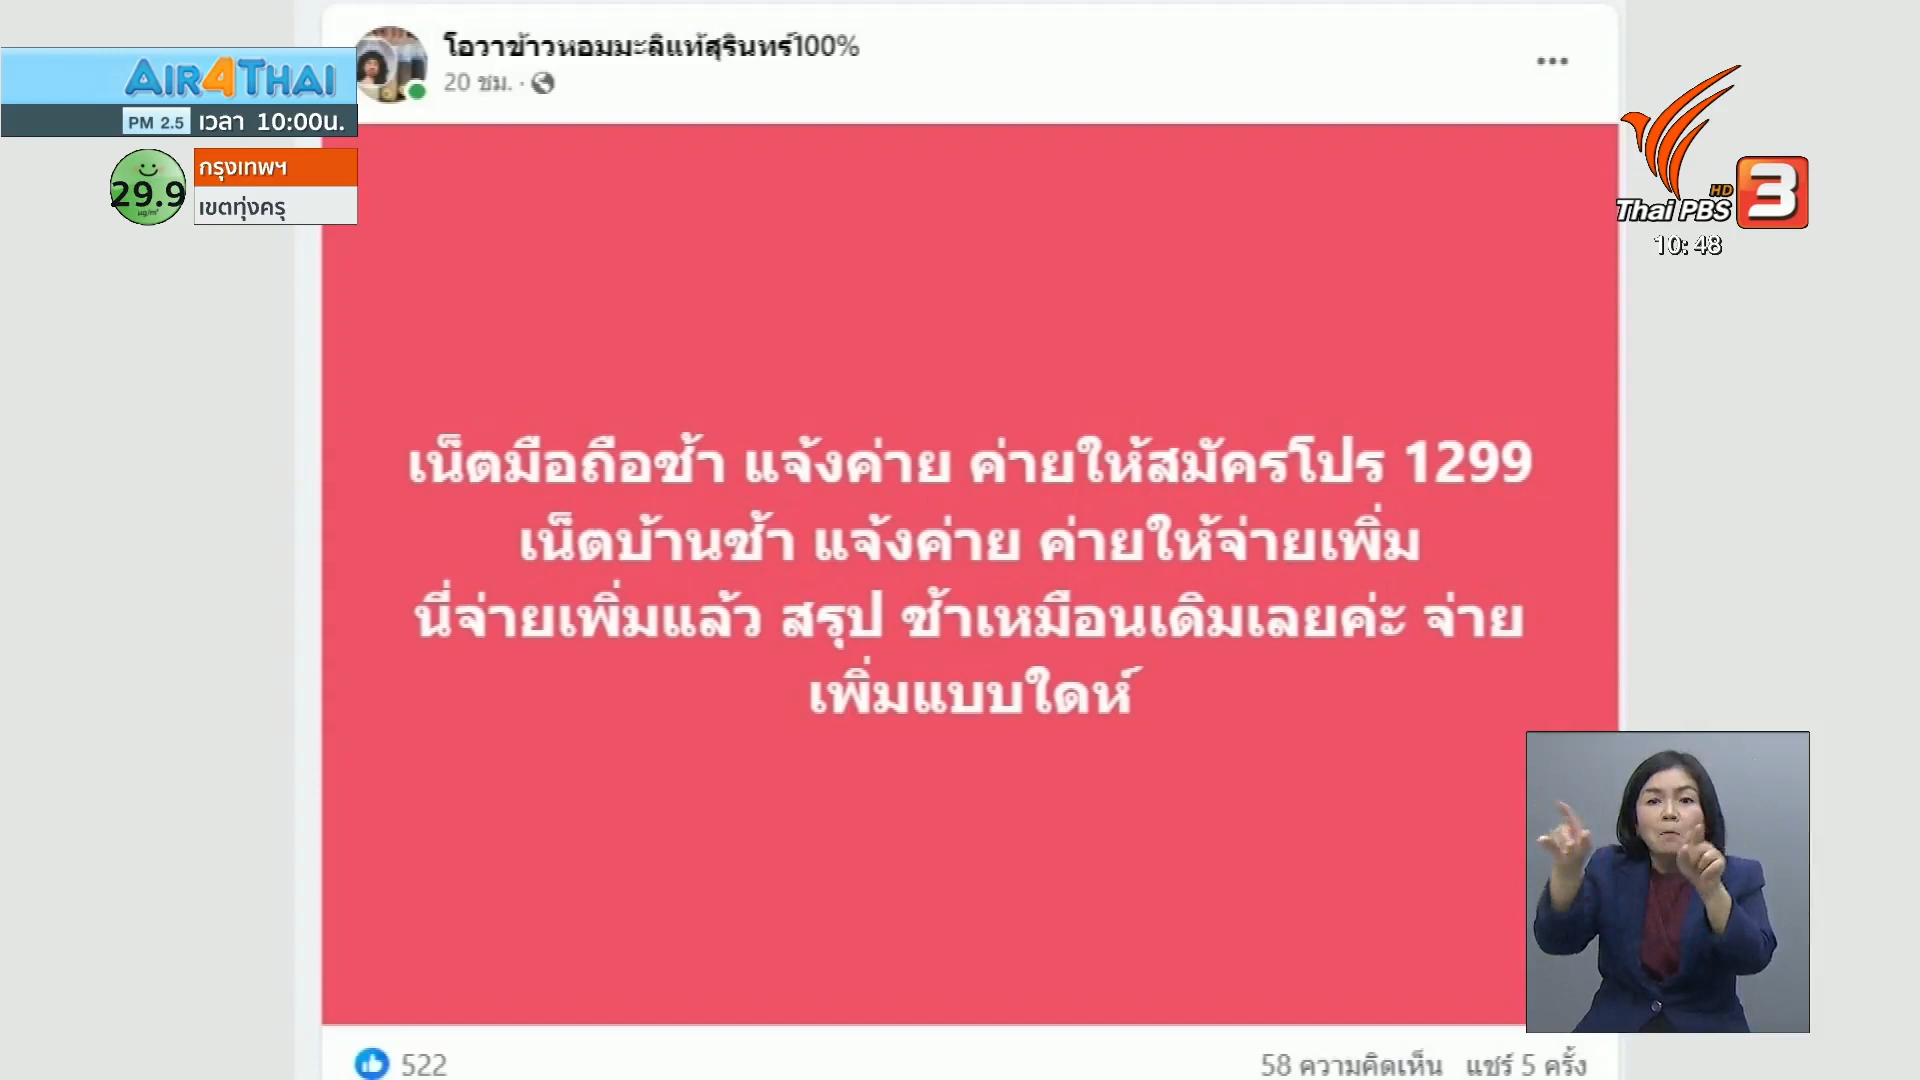 โอวาข้าวหอมมะลิแท้สุรินทร์100%
20 ชม. ·
AIR4THAI
PM 2.5 เวลา 10:00น.
29.9
µg/m³
กรุงเทพฯ
เขตทุ่งครุ
HD
Thai PBS 3
10:48
เน็ตมือถือช้า แจ้งค่าย ค่ายให้สมัครโปร 1299
เน็ตบ้านช้า แจ้งค่าย ค่ายให้จ่ายเพิ่ม
นี่จ่ายเพิ่มแล้ว สรุป ช้าเหมือนเดิมเลยค่ะ จ่าย
เพิ่มแบบใดห์
522
58 ความคิดเห็น แชร์ 5 ครั้ง